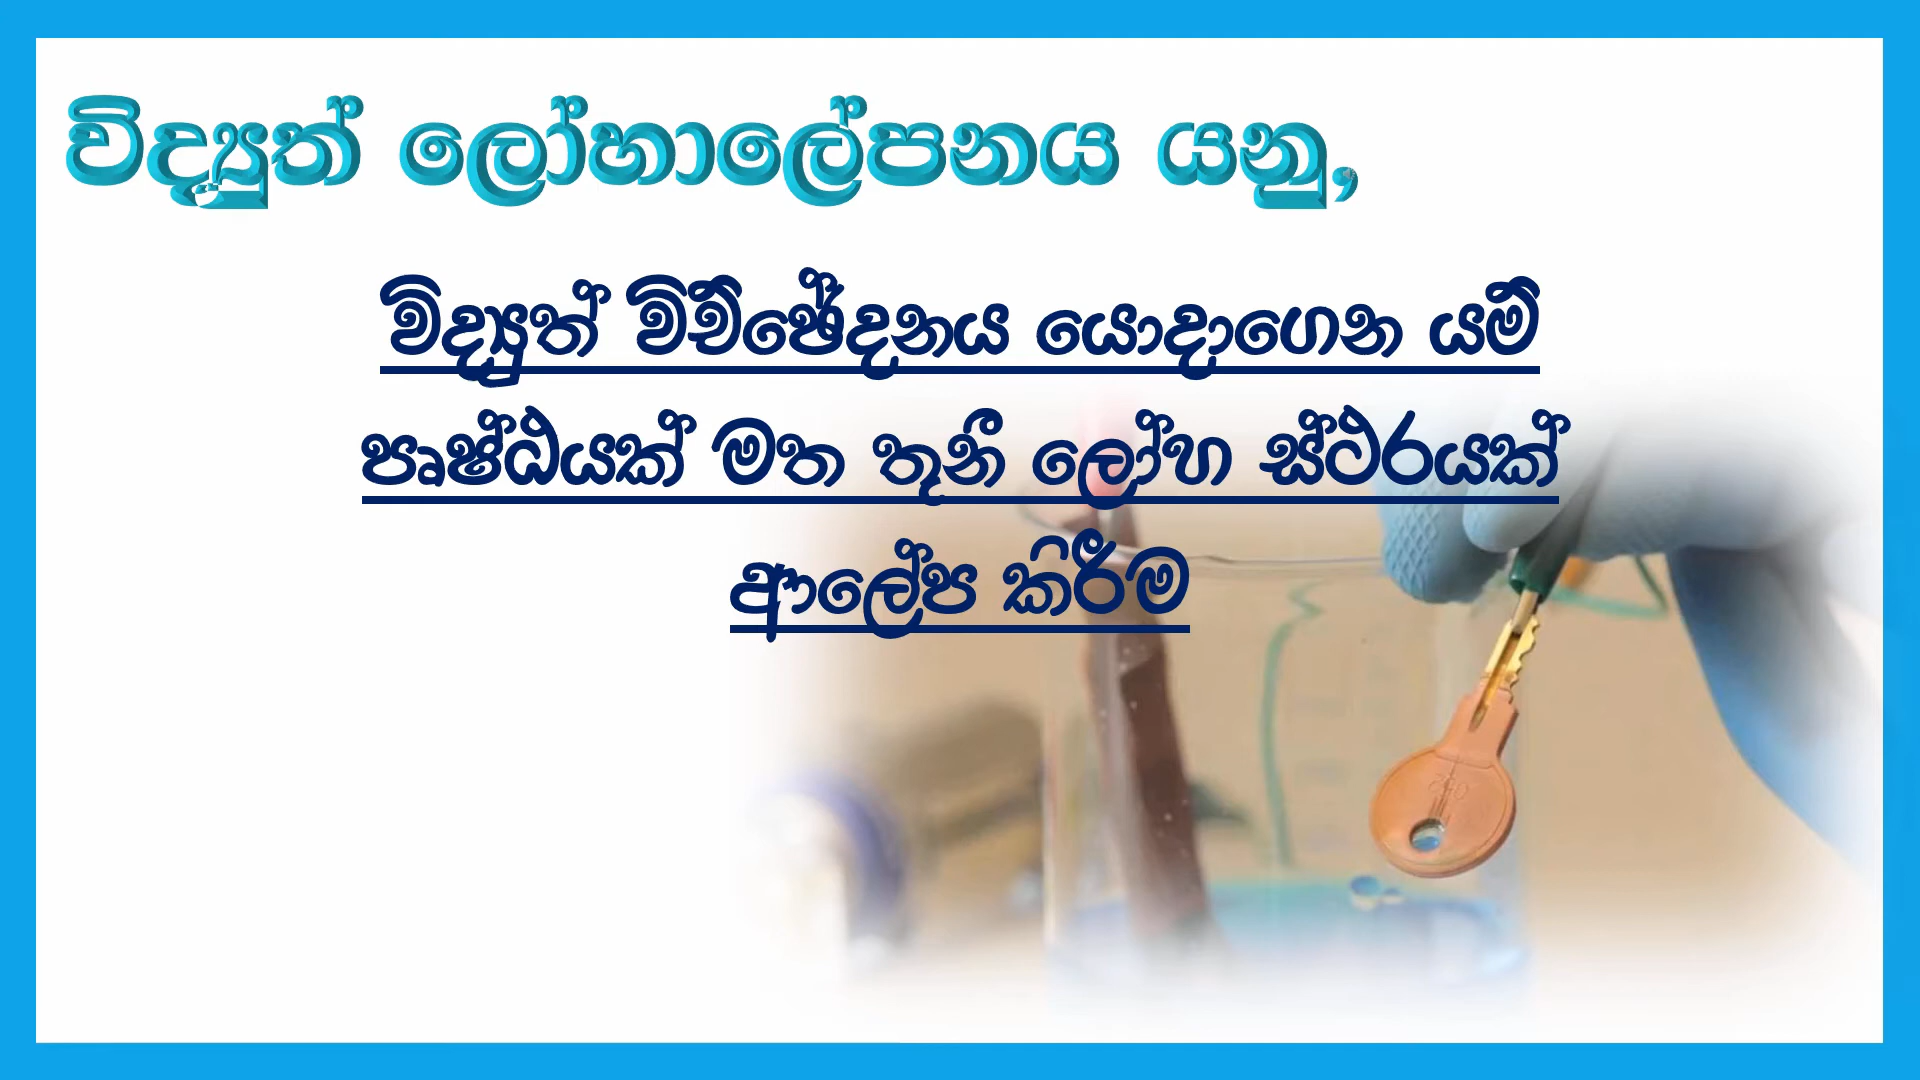 විද්‍යුත් ලෝහාලේපනය යනු,
විද්‍යුත් විච්ඡේදනය යොදාගෙන යම්
පෘෂ්ඨයක් මත තුනී ලෝහ ස්ථරයක්
ආලේප කිරීම